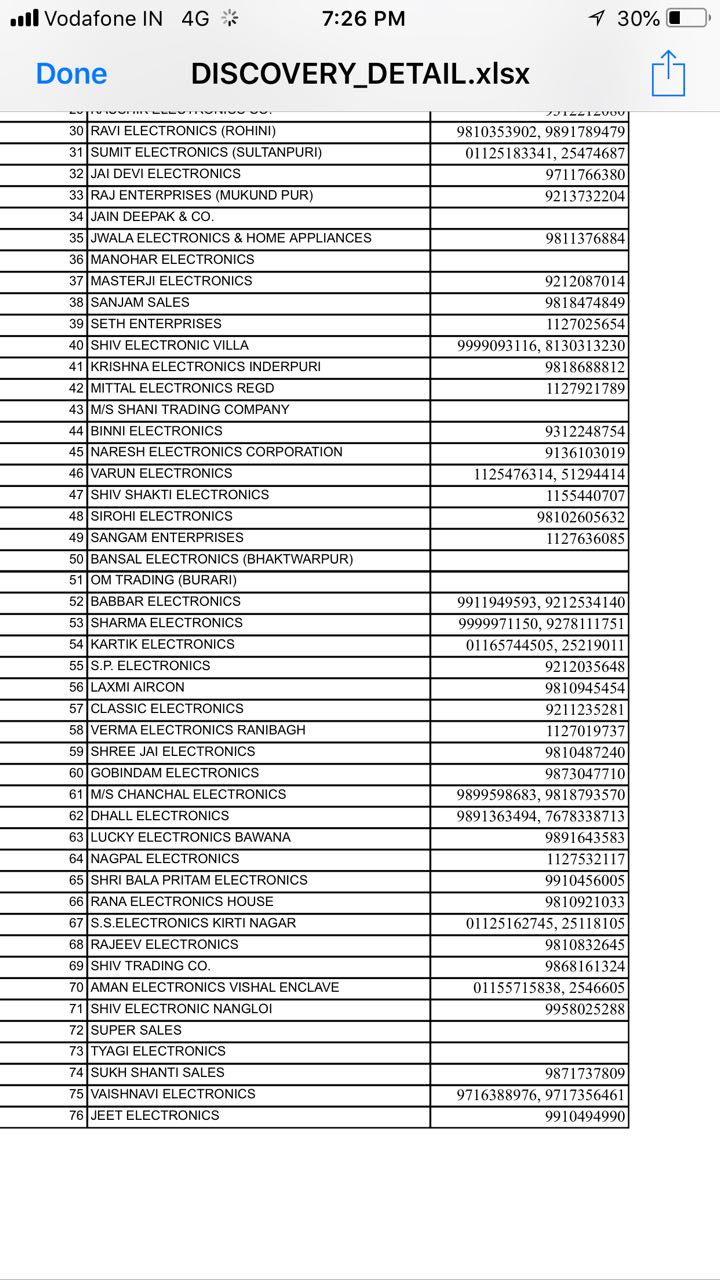 Vodafone IN 4G 7:26 PM 30%
Done DISCOVERY_DETAIL.xlsx
30 RAVI ELECTRONICS (ROHINI) 9810353902, 9891789479
31 SUMIT ELECTRONICS (SULTANPURI) 01125183341, 25474687
32 JAI DEVI ELECTRONICS 9711766380
33 RAJ ENTERPRISES (MUKUND PUR) 9213732204
34 JAIN DEEPAK & CO.
35 JWALA ELECTRONICS & HOME APPLIANCES 9811376884
36 MANOHAR ELECTRONICS
37 MASTERJI ELECTRONICS 9212087014
38 SANJAM SALES 9818474849
39 SETH ENTERPRISES 1127025654
40 SHIV ELECTRONIC VILLA 9999093116, 8130313230
41 KRISHNA ELECTRONICS INDERPURI 9818688812
42 MITTAL ELECTRONICS REGD 1127921789
43 M/S SHANI TRADING COMPANY
44 BINNI ELECTRONICS 9312248754
45 NARESH ELECTRONICS CORPORATION 9136103019
46 VARUN ELECTRONICS 1125476314, 51294414
47 SHIV SHAKTI ELECTRONICS 1155440707
48 SIROHI ELECTRONICS 98102605632
49 SANGAM ENTERPRISES 1127636085
50 BANSAL ELECTRONICS (BHAKTWARPUR)
51 OM TRADING (BURARI)
52 BABBAR ELECTRONICS 9911949593, 9212534140
53 SHARMA ELECTRONICS 9999971150, 9278111751
54 KARTIK ELECTRONICS 01165744505, 25219011
55 S.P. ELECTRONICS 9212035648
56 LAXMI AIRCON 9810945454
57 CLASSIC ELECTRONICS 9211235281
58 VERMA ELECTRONICS RANIBAGH 1127019737
59 SHREE JAI ELECTRONICS 9810487240
60 GOBINDAM ELECTRONICS 9873047710
61 M/S CHANCHAL ELECTRONICS 9899598683, 9818793570
62 DHALL ELECTRONICS 9891363494, 7678338713
63 LUCKY ELECTRONICS BAWANA 9891643583
64 NAGPAL ELECTRONICS 1127532117
65 SHRI BALA PRITAM ELECTRONICS 9910456005
66 RANA ELECTRONICS HOUSE 9810921033
67 S.S.ELECTRONICS KIRTI NAGAR 01125162745, 25118105
68 RAJEEV ELECTRONICS 9810832645
69 SHIV TRADING CO. 9868161324
70 AMAN ELECTRONICS VISHAL ENCLAVE 01155715838, 2546605
71 SHIV ELECTRONIC NANGLOI 9958025288
72 SUPER SALES
73 TYAGI ELECTRONICS
74 SUKH SHANTI SALES 9871737809
75 VAISHNAVI ELECTRONICS 9716388976, 9717356461
76 JEET ELECTRONICS 9910494990